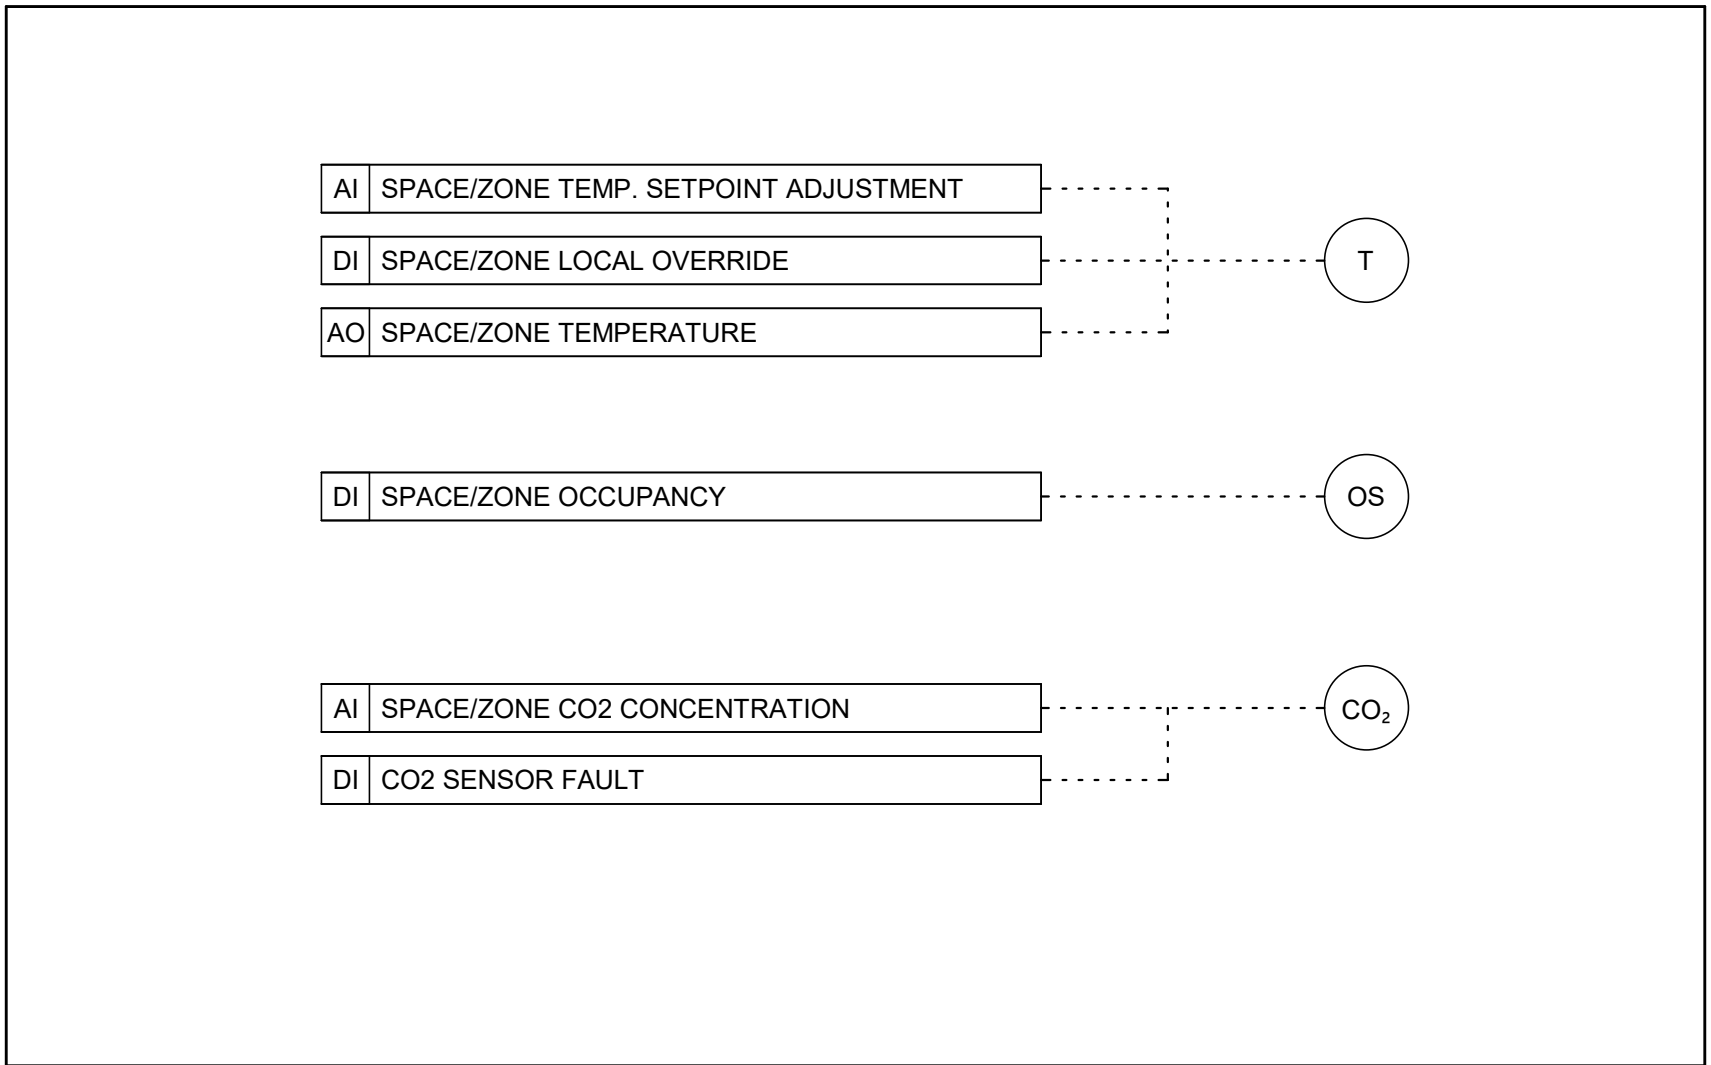 AI SPACE/ZONE TEMP. SETPOINT ADJUSTMENT
DI SPACE/ZONE LOCAL OVERRIDE
T
AO SPACE/ZONE TEMPERATURE
DI SPACE/ZONE OCCUPANCY
OS
AI SPACE/ZONE CO2 CONCENTRATION
CO₂
DI CO2 SENSOR FAULT